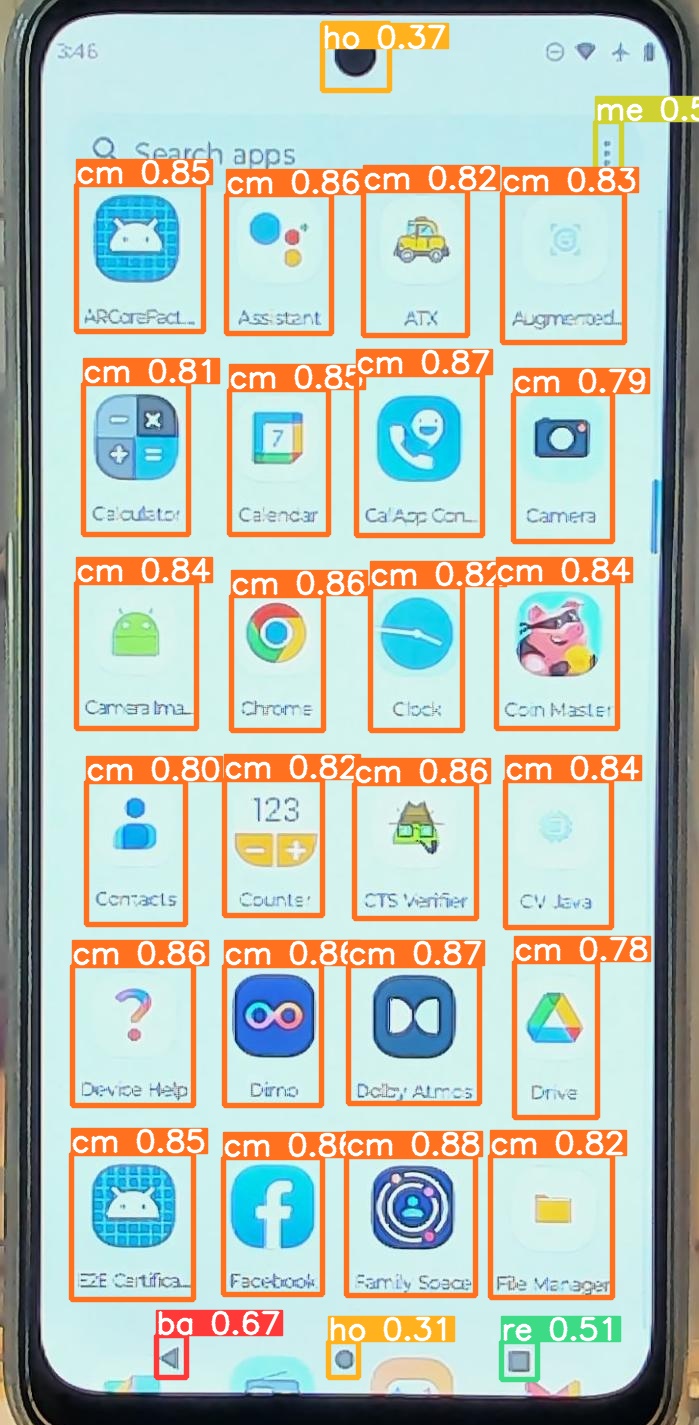 3:46
ho 0.37
me 0.5
Search apps
cm 0.85 cm 0.86 cm 0.82 cm 0.83
ARCoreFact... Assistant ATX Augmented...
cm 0.81 cm 0.85 cm 0.87 cm 0.79
7
Calculator Calendar CalApp Con... Camera
cm 0.84 cm 0.86 cm 0.82 cm 0.84
Camera Ima... Chrome Clock Coin Master
cm 0.80 cm 0.82 cm 0.86 cm 0.84
123
Contacts Counter CTS Verifier CV Java
cm 0.86 cm 0.86 cm 0.87 cm 0.78
Device Help Dimo Dolby Atmos Drive
cm 0.85 cm 0.86 cm 0.88 cm 0.82
E2E Certifica... Facebook Family Space File Manager
ba 0.67 ho 0.31 re 0.51